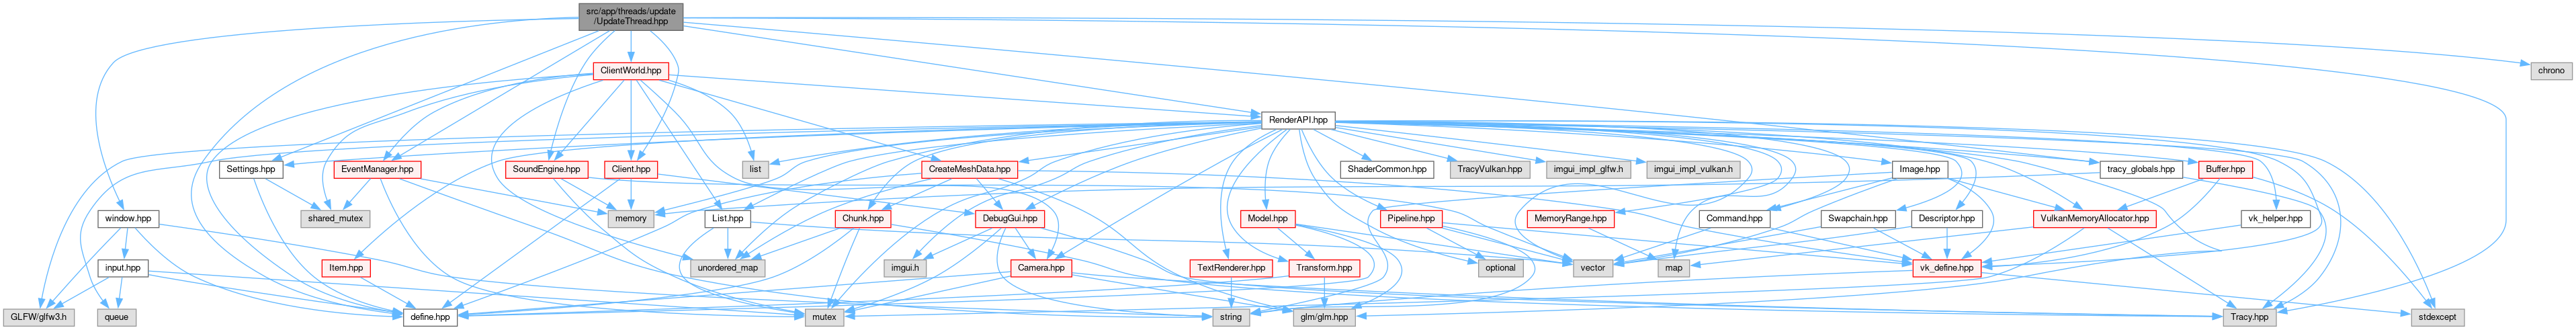 src/app/threads/update
/UpdateThread.hpp
ClientWorld.hpp
chrono
RenderAPI.hpp
Settings.hpp
EventManager.hpp
SoundEngine.hpp
Client.hpp
list
CreateMeshData.hpp
ShaderCommon.hpp
TracyVulkan.hpp
imgui_impl_glfw.h
imgui_impl_vulkan.h
Image.hpp
tracy_globals.hpp
Buffer.hpp
window.hpp
shared_mutex
memory
List.hpp
Chunk.hpp
DebugGui.hpp
Model.hpp
Pipeline.hpp
MemoryRange.hpp
Command.hpp
Swapchain.hpp
Descriptor.hpp
VulkanMemoryAllocator.hpp
vk_helper.hpp
input.hpp
Item.hpp
unordered_map
imgui.h
Camera.hpp
TextRenderer.hpp
Transform.hpp
optional
vector
map
vk_define.hpp
GLFW/glfw3.h
queue
define.hpp
mutex
string
glm/glm.hpp
Tracy.hpp
stdexcept